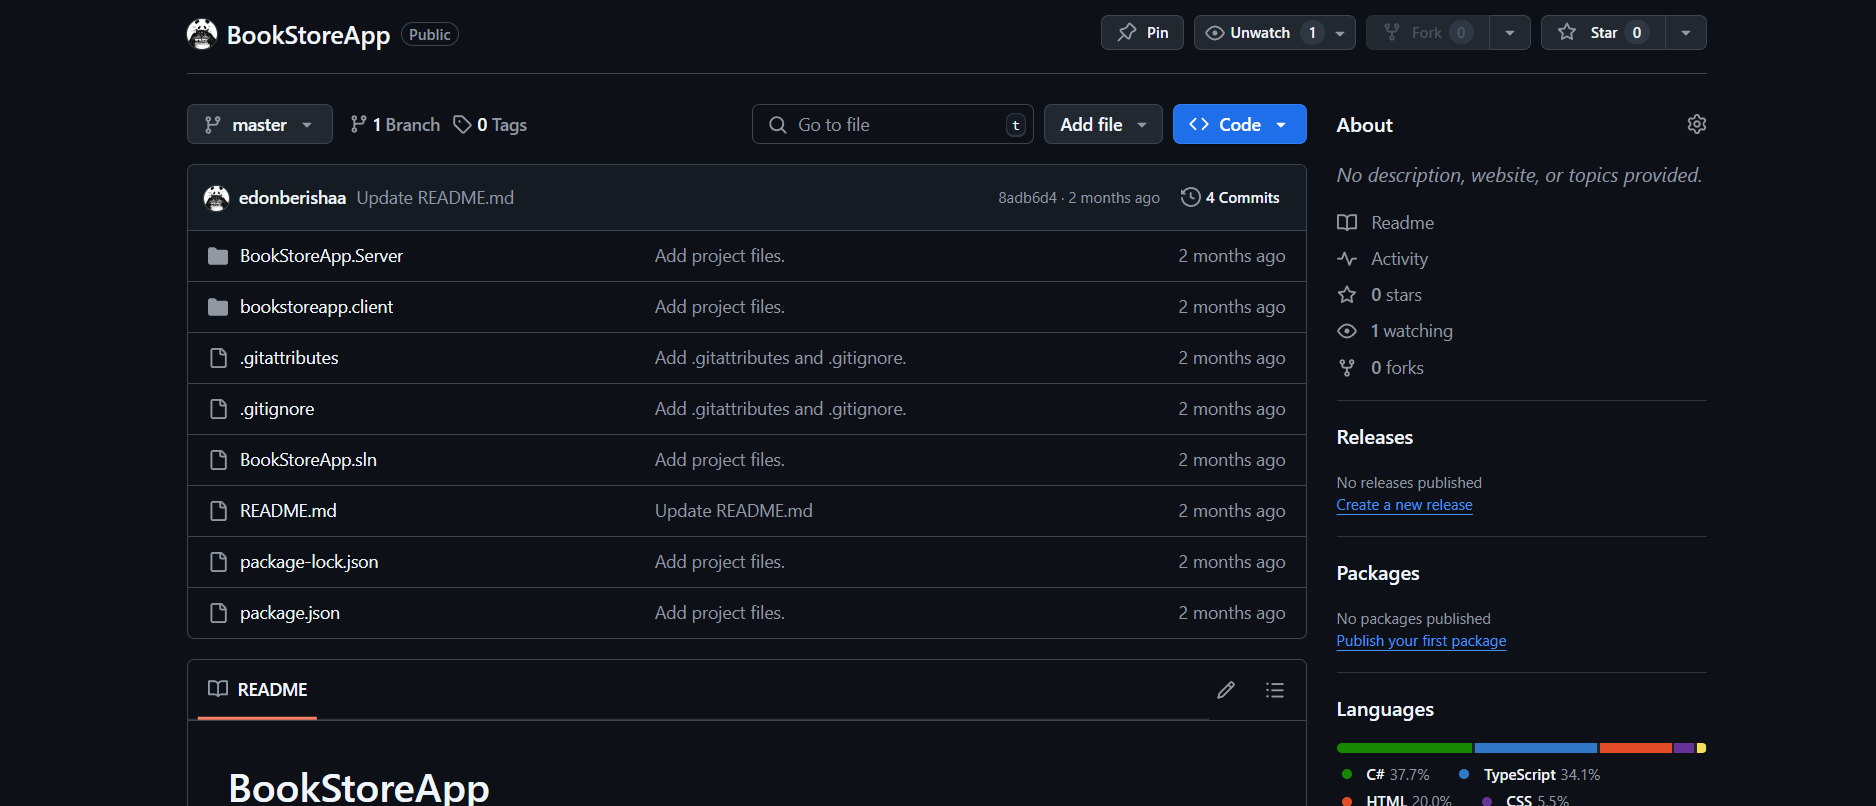 BookStoreApp Public
Pin
Unwatch 1
Fork 0
Star 0
master
1 Branch
0 Tags
Go to file t
Add file
Code
edonberishaa Update README.md 8adb6d4 · 2 months ago 4 Commits
BookStoreApp.Server Add project files. 2 months ago
bookstoreapp.client Add project files. 2 months ago
.gitattributes Add .gitattributes and .gitignore. 2 months ago
.gitignore Add .gitattributes and .gitignore. 2 months ago
BookStoreApp.sln Add project files. 2 months ago
README.md Update README.md 2 months ago
package-lock.json Add project files. 2 months ago
package.json Add project files. 2 months ago
README
BookStoreApp
About
No description, website, or topics provided.
Readme
Activity
0 stars
1 watching
0 forks
Releases
No releases published
Create a new release
Packages
No packages published
Publish your first package
Languages
C# 37.7% TypeScript 34.1%
HTML 20.0% CSS 5.5%